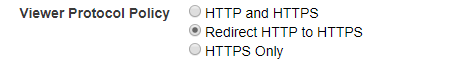 Viewer Protocol Policy HTTP and HTTPS
Redirect HTTP to HTTPS
HTTPS Only